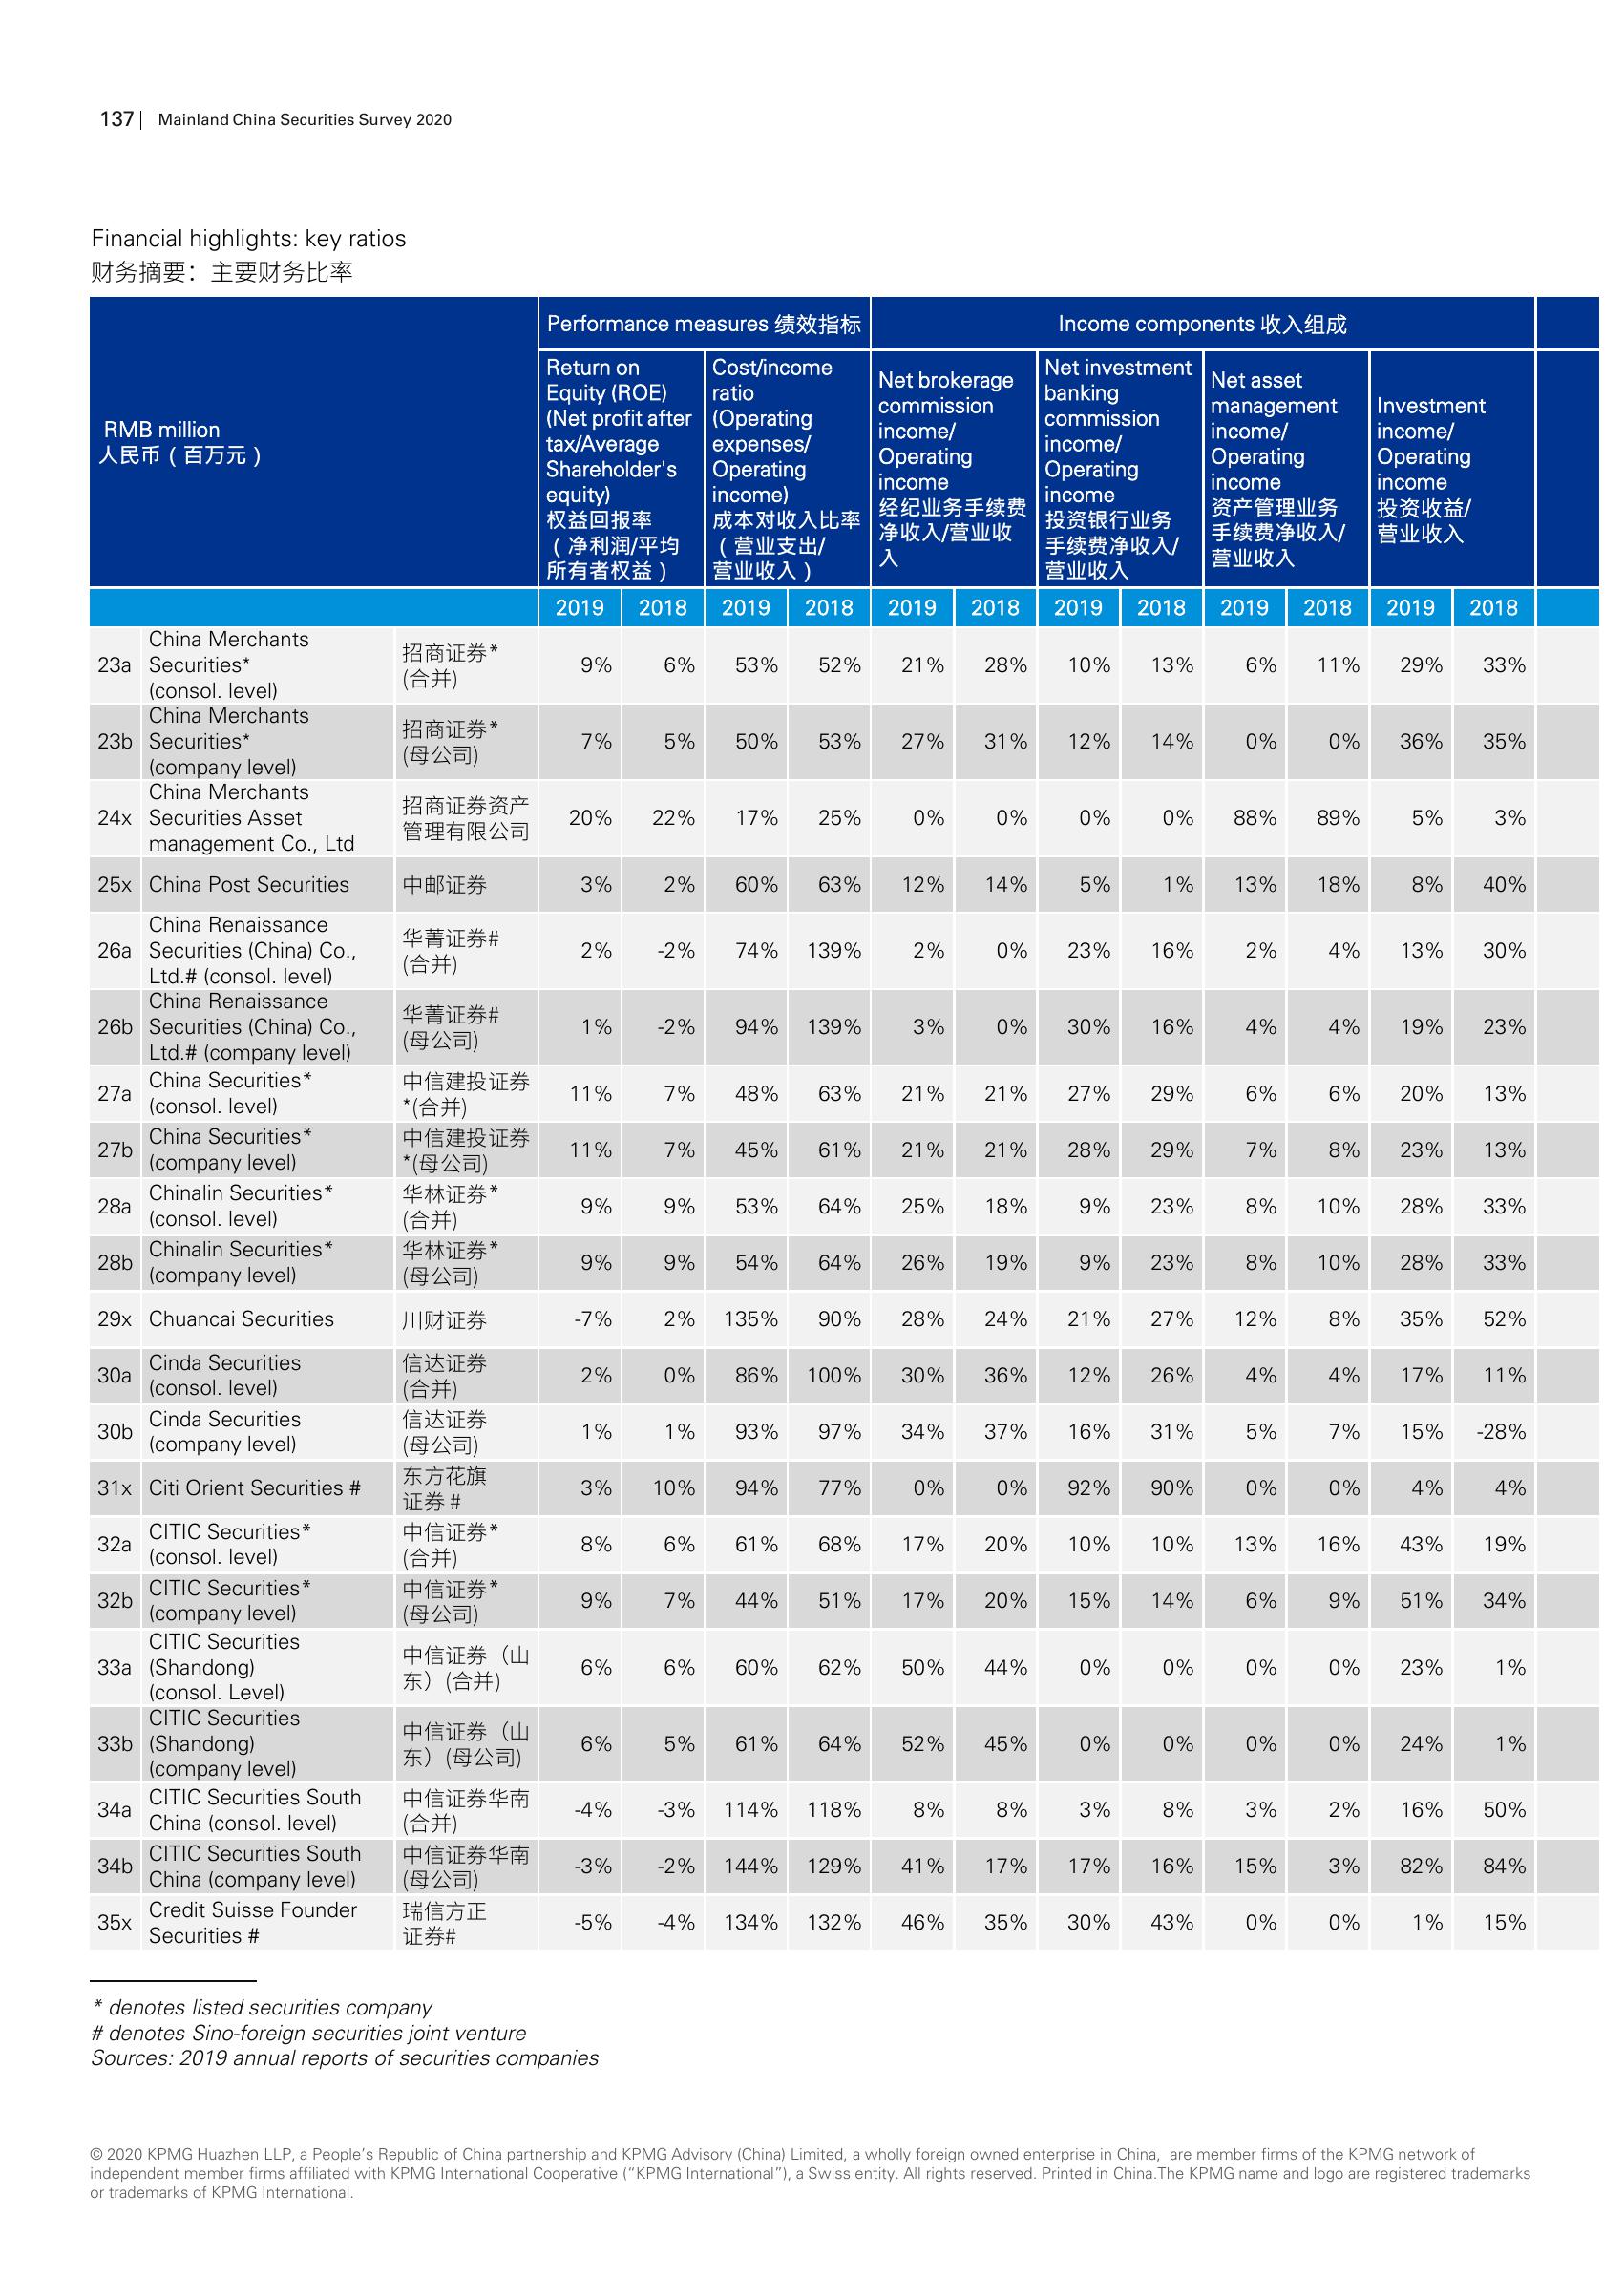 137 | Mainland China Securities Survey 2020
Financial highlights: key ratios
财务摘要：主要财务比率
RMB million
人民币（百万元）
Performance measures 绩效指标
Income components 收入组成
Return on
Equity (ROE)
(Net profit after
tax/Average
Shareholder's
equity)
权益回报率
（净利润/平均
所有者权益）
Cost/income
ratio
(Operating
expenses/
Operating
income)
成本对收入比率
（营业支出/
营业收入）
Net brokerage
commission
income/
Operating
income
经纪业务手续费
净收入/营业收
入
Net investment
banking
commission
income/
Operating
income
投资银行业务
手续费净收入/
营业收入
Net asset
management
income/
Operating
income
资产管理业务
手续费净收入/
营业收入
Investment
income/
Operating
income
投资收益/
营业收入
2019 2018 2019 2018 2019 2018 2019 2018 2019 2018 2019 2018
China Merchants
23a Securities*
(consol. level)
招商证券*
(合并)
9% 6% 53% 52% 21% 28% 10% 13% 6% 11% 29% 33%
China Merchants
23b Securities*
(company level)
招商证券*
(母公司)
7% 5% 50% 53% 27% 31% 12% 14% 0% 0% 36% 35%
China Merchants
24x Securities Asset
management Co., Ltd
招商证券资产
管理有限公司
20% 22% 17% 25% 0% 0% 0% 0% 88% 89% 5% 3%
25x China Post Securities 中邮证券 3% 2% 60% 63% 12% 14% 5% 1% 13% 18% 8% 40%
China Renaissance
26a Securities (China) Co.,
Ltd.# (consol. level)
华菁证券#
(合并)
2% -2% 74% 139% 2% 0% 23% 16% 2% 4% 13% 30%
China Renaissance
26b Securities (China) Co.,
Ltd.# (company level)
华菁证券#
(母公司)
1% -2% 94% 139% 3% 0% 30% 16% 4% 4% 19% 23%
27a China Securities*
(consol. level)
中信建投证券
*(合并)
11% 7% 48% 63% 21% 21% 27% 29% 6% 6% 20% 13%
27b China Securities*
(company level)
中信建投证券
*(母公司)
11% 7% 45% 61% 21% 21% 28% 29% 7% 8% 23% 13%
28a Chinalin Securities*
(consol. level)
华林证券*
(合并)
9% 9% 53% 64% 25% 18% 9% 23% 8% 10% 28% 33%
28b Chinalin Securities*
(company level)
华林证券*
(母公司)
9% 9% 54% 64% 26% 19% 9% 23% 8% 10% 28% 33%
29x Chuancai Securities 川财证券 -7% 2% 135% 90% 28% 24% 21% 27% 12% 8% 35% 52%
30a Cinda Securities
(consol. level)
信达证券
(合并)
2% 0% 86% 100% 30% 36% 12% 26% 4% 4% 17% 11%
30b Cinda Securities
(company level)
信达证券
(母公司)
1% 1% 93% 97% 34% 37% 16% 31% 5% 7% 15% -28%
31x Citi Orient Securities #
东方花旗
证券 #
3% 10% 94% 77% 0% 0% 92% 90% 0% 0% 4% 4%
32a CITIC Securities*
(consol. level)
中信证券*
(合并)
8% 6% 61% 68% 17% 20% 10% 10% 13% 16% 43% 19%
32b CITIC Securities*
(company level)
中信证券*
(母公司)
9% 7% 44% 51% 17% 20% 15% 14% 6% 9% 51% 34%
CITIC Securities
33a (Shandong)
(consol. Level)
中信证券（山
东）(合并)
6% 6% 60% 62% 50% 44% 0% 0% 0% 0% 23% 1%
CITIC Securities
33b (Shandong)
(company level)
中信证券（山
东）(母公司)
6% 5% 61% 64% 52% 45% 0% 0% 0% 0% 24% 1%
34a CITIC Securities South
China (consol. level)
中信证券华南
(合并)
-4% -3% 114% 118% 8% 8% 3% 8% 3% 2% 16% 50%
34b CITIC Securities South
China (company level)
中信证券华南
(母公司)
-3% -2% 144% 129% 41% 17% 17% 16% 15% 3% 82% 84%
35x Credit Suisse Founder
Securities #
瑞信方正
证券#
-5% -4% 134% 132% 46% 35% 30% 43% 0% 0% 1% 15%
* denotes listed securities company
# denotes Sino-foreign securities joint venture
Sources: 2019 annual reports of securities companies
© 2020 KPMG Huazhen LLP, a People’s Republic of China partnership and KPMG Advisory (China) Limited, a wholly foreign owned enterprise in China, are member firms of the KPMG network of
independent member firms affiliated with KPMG International Cooperative (“KPMG International”), a Swiss entity. All rights reserved. Printed in China.The KPMG name and logo are registered trademarks
or trademarks of KPMG International.